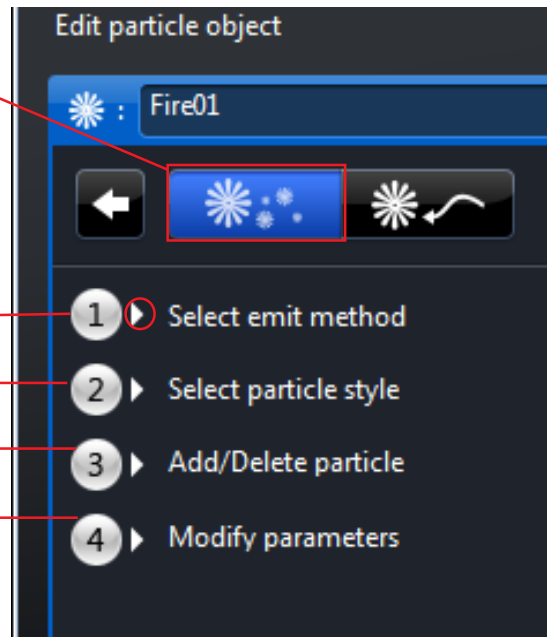 Edit particle object
: Fire01
1 Select emit method
2 Select particle style
3 Add/Delete particle
4 Modify parameters